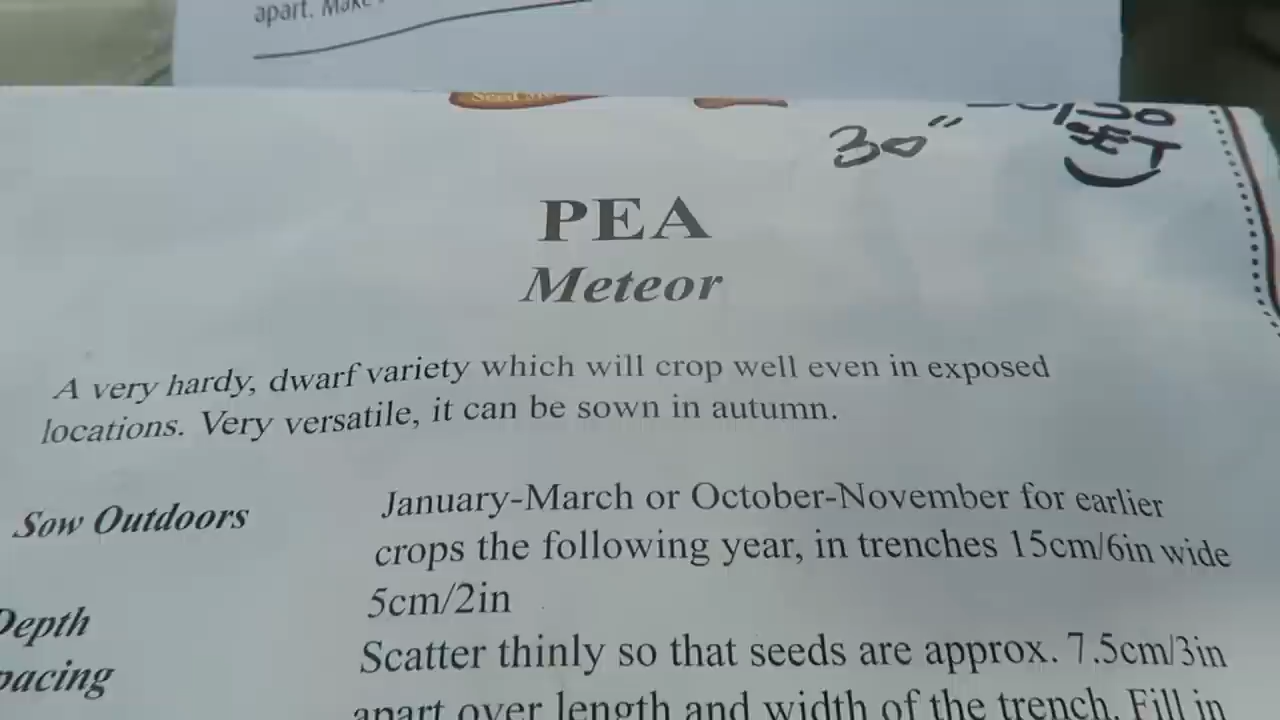 apart. Make
Seed
30"
SET
PEA
Meteor
A very hardy, dwarf variety which will crop well even in exposed
locations. Very versatile, it can be sown in autumn.
Sow Outdoors
January-March or October-November for earlier
crops the following year, in trenches 15cm/6in wide
Depth
5cm/2in
pacing
Scatter thinly so that seeds are approx. 7.5cm/3in
apart over length and width of the trench. Fill in